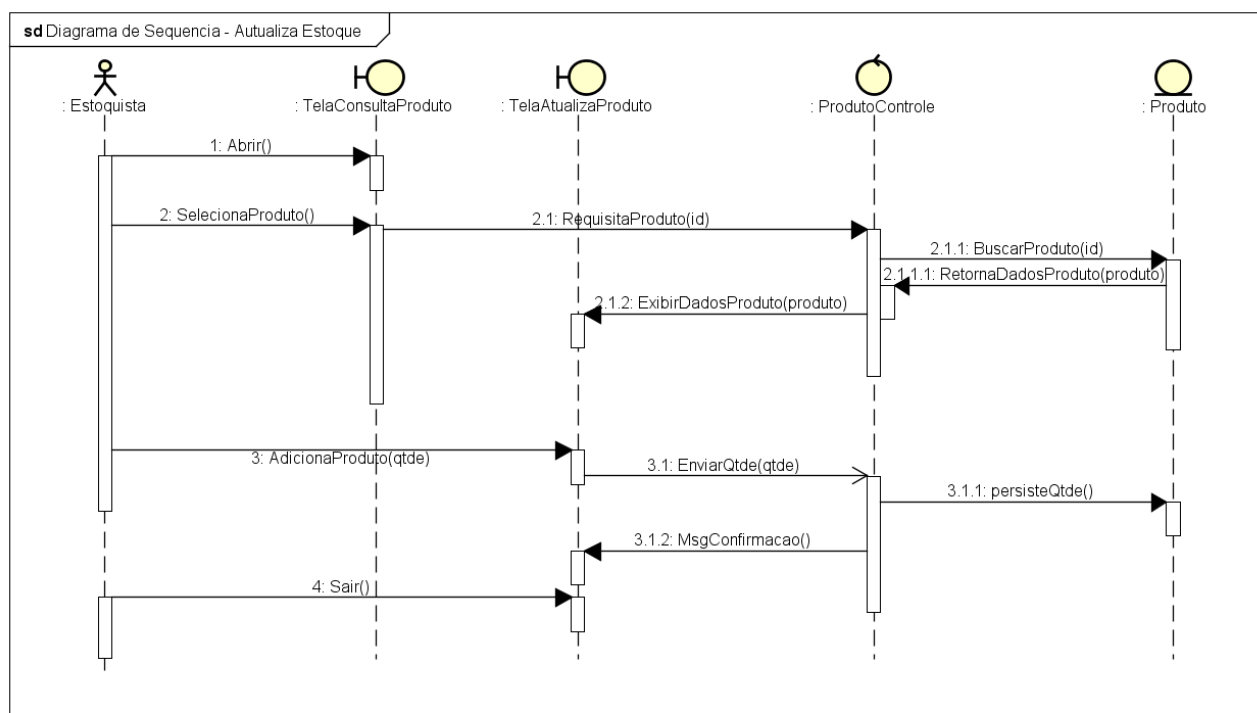 sd Diagrama de Sequencia - Autualiza Estoque
: Estoquista
: TelaConsultaProduto
: TelaAtualizaProduto
: ProdutoControle
: Produto
1: Abrir()
2: SelecionaProduto()
2.1: RequisitaProduto(id)
2.1.1: BuscarProduto(id)
2.1.1.1: RetornaDadosProduto(produto)
2.1.2: ExibirDadosProduto(produto)
3: AdicionaProduto(qtde)
3.1: EnviarQtde(qtde)
3.1.1: persisteQtde()
3.1.2: MsgConfirmacao()
4: Sair()